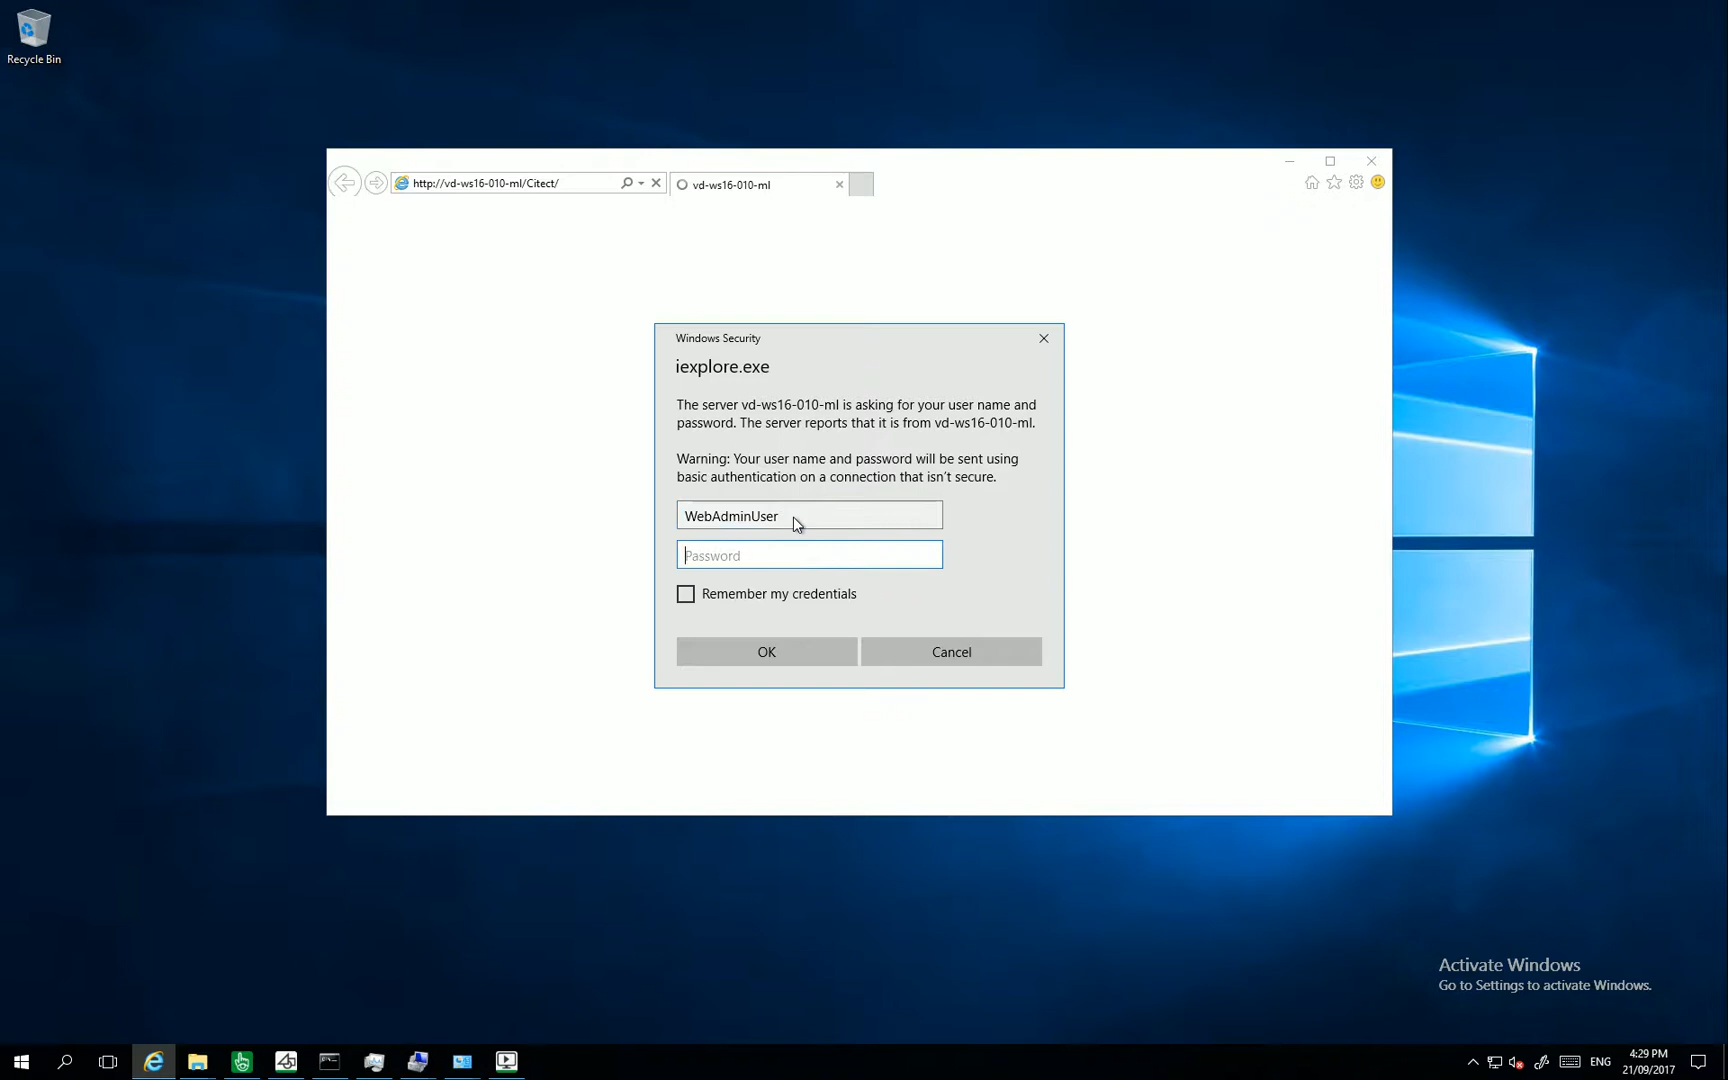 Recycle Bin
http://vd-ws16-010-ml/Citect/
vd-ws16-010-ml
Windows Security
iexplore.exe
The server vd-ws16-010-ml is asking for your user name and
password. The server reports that it is from vd-ws16-010-ml.
Warning: Your user name and password will be sent using
basic authentication on a connection that isn't secure.
WebAdminUser
Password
Remember my credentials
OK
Cancel
Activate Windows
Go to Settings to activate Windows.
ENG
4:29 PM
21/09/2017